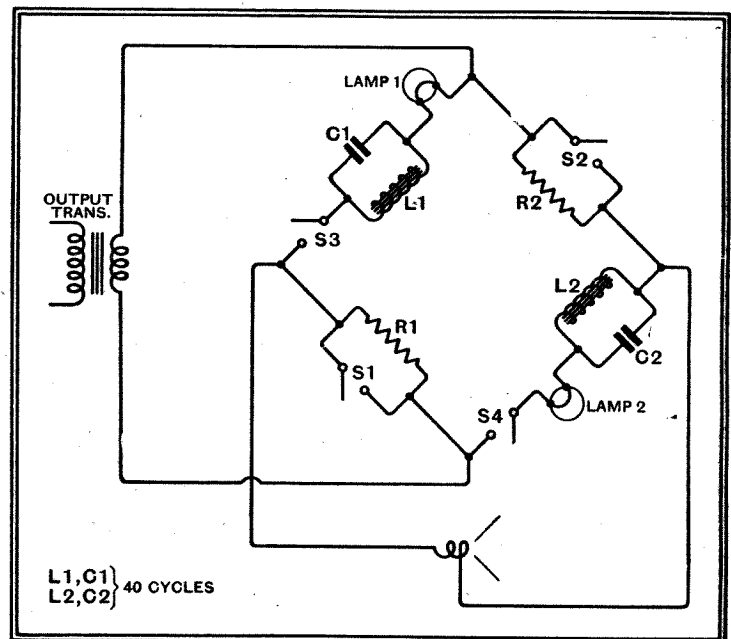 LAMP 1
C1
L1
S2
R2
OUTPUT
TRANS.
S3
L2
R1
S1
C2
S4
LAMP 2
L1,C1
L2,C2
40 CYCLES